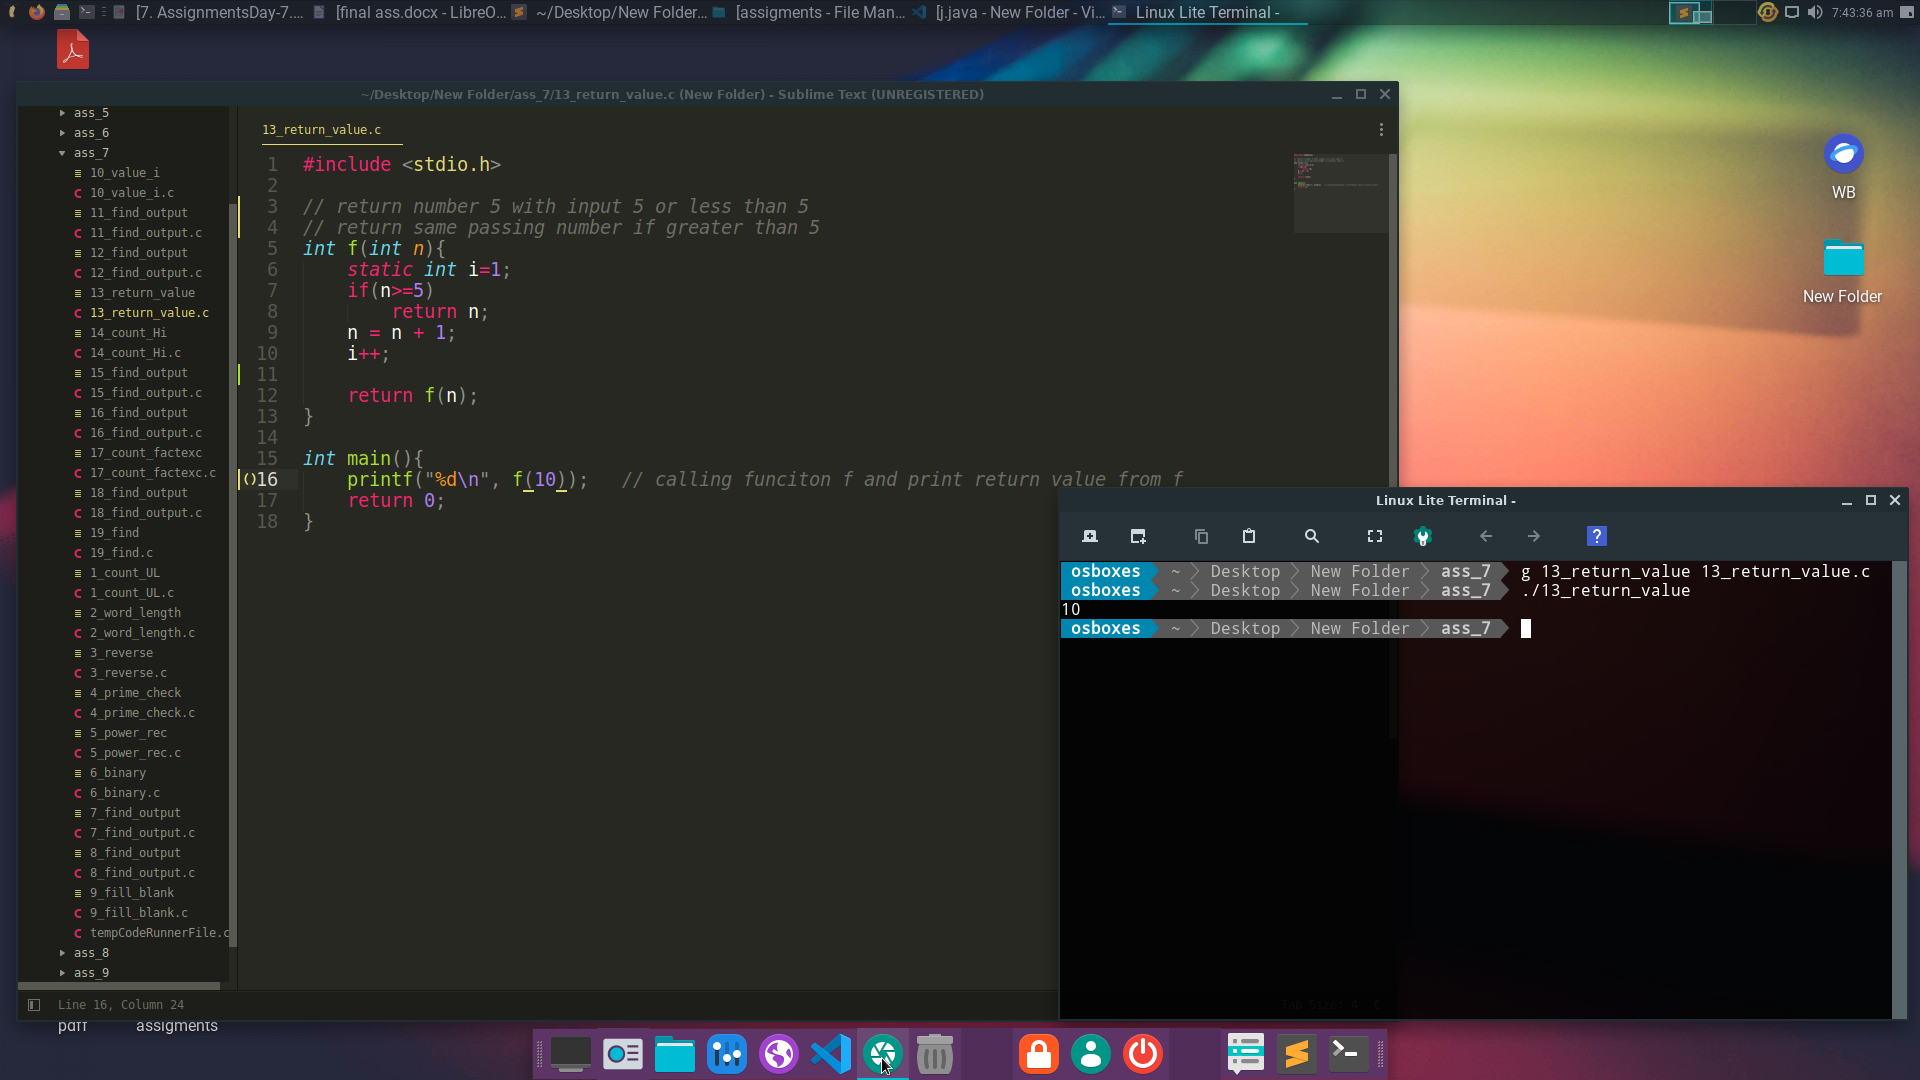 [7. AssignmentsDay-7....
[final ass.docx - LibreO...
~/Desktop/New Folder...
[assigments - File Man...
[j.java - New Folder - Vi...
Linux Lite Terminal -
7:43:36 am
~/Desktop/New Folder/ass_7/13_return_value.c (New Folder) - Sublime Text (UNREGISTERED)
ass_5
ass_6
ass_7
10_value_i
10_value_i.c
11_find_output
11_find_output.c
12_find_output
12_find_output.c
13_return_value
13_return_value.c
14_count_Hi
14_count_Hi.c
15_find_output
15_find_output.c
16_find_output
16_find_output.c
17_count_factexc
17_count_factexc.c
18_find_output
18_find_output.c
19_find
19_find.c
1_count_UL
1_count_UL.c
2_word_length
2_word_length.c
3_reverse
3_reverse.c
4_prime_check
4_prime_check.c
5_power_rec
5_power_rec.c
6_binary
6_binary.c
7_find_output
7_find_output.c
8_find_output
8_find_output.c
9_fill_blank
9_fill_blank.c
tempCodeRunnerFile.c
ass_8
ass_9
13_return_value.c
1 #include <stdio.h>
2
3 // return number 5 with input 5 or less than 5
4 // return same passing number if greater than 5
5 int f(int n){
6 static int i=1;
7 if(n>=5)
8 return n;
9 n = n + 1;
10 i++;
11
12 return f(n);
13 }
14
15 int main(){
16 printf("%d\n", f(10)); // calling funciton f and print return value from f
17 return 0;
18 }
Line 16, Column 24
Tab Size: 4 C
WB
New Folder
Linux Lite Terminal -
osboxes ~ Desktop New Folder ass_7 g 13_return_value 13_return_value.c
osboxes ~ Desktop New Folder ass_7 ./13_return_value
10
osboxes ~ Desktop New Folder ass_7
pdff
assigments